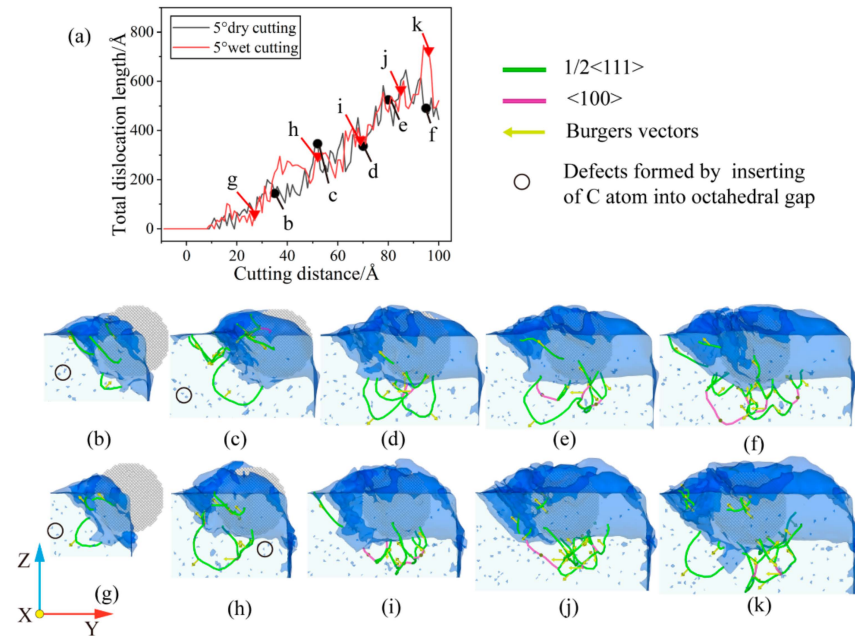 (a)
5°dry cutting
5°wet cutting
Total dislocation length/Å
800
600
400
200
0
0 20 40 60 80 100
Cutting distance/Å
g
h
i
j
k
b
c
d
e
f
1/2<111>
<100>
Burgers vectors
Defects formed by inserting
of C atom into octahedral gap
(b) (c) (d) (e) (f)
(g) (h) (i) (j) (k)
Z
X
Y